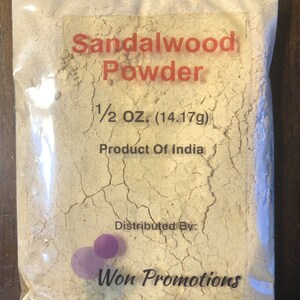 Sandalwood
Powder
½ OZ. (14.17g)
Product Of India
Distributed By:
Won Promotions